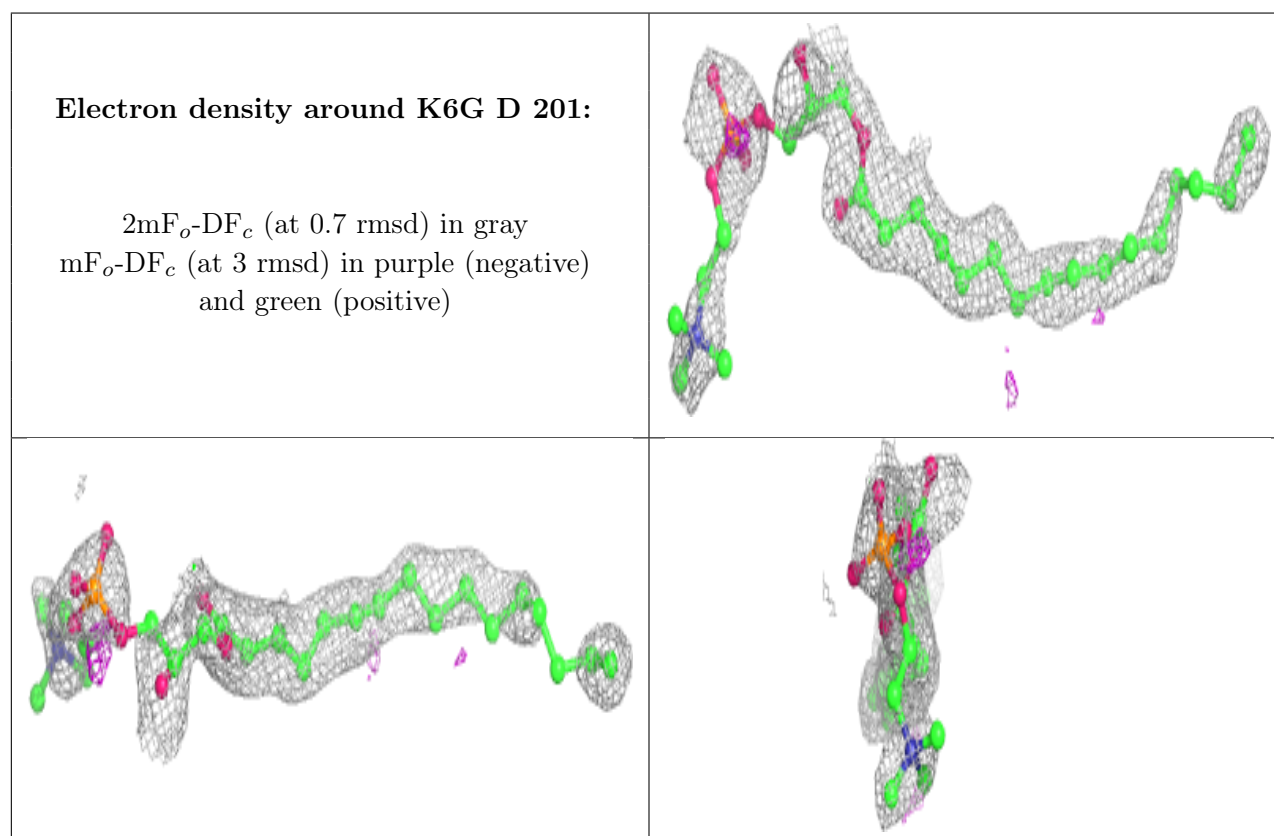 Electron density around K6G D 201:
2mFo-DFc (at 0.7 rmsd) in gray
mFo-DFc (at 3 rmsd) in purple (negative)
and green (positive)